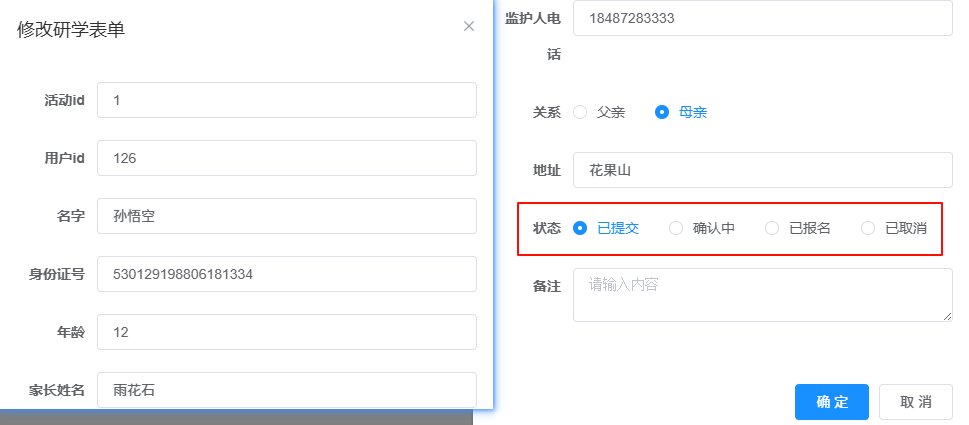 修改研学表单
活动id 1
用户id 126
名字 孙悟空
身份证号 530129198806181334
年龄 12
家长姓名 雨花石
监护人电话 18487283333
关系 父亲 母亲
地址 花果山
状态 已提交 确认中 已报名 已取消
备注 请输入内容
确 定 取 消